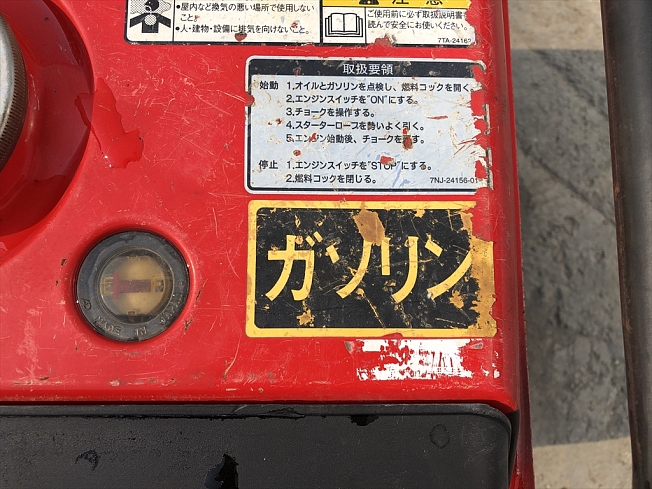 ●屋内など換気の悪い場所で使用しない
こと。
●人・建物・設備に排気を向けないこと。
注 意
ご使用前に必ず取扱説明書
読んで安全にお使いください。
7TA-24162
取扱要領
始動 1.オイルとガソリンを点検し、燃料コックを開く。
2.エンジンスイッチを"ON"にする。
3.チョークを操作する。
4.スターターロープを勢いよく引く。
5.エンジン始動後、チョークを戻す。
停止 1.エンジンスイッチを"STOP"にする。
2.燃料コックを閉じる。
7NJ-24156-01
ガソリン
MADE IN